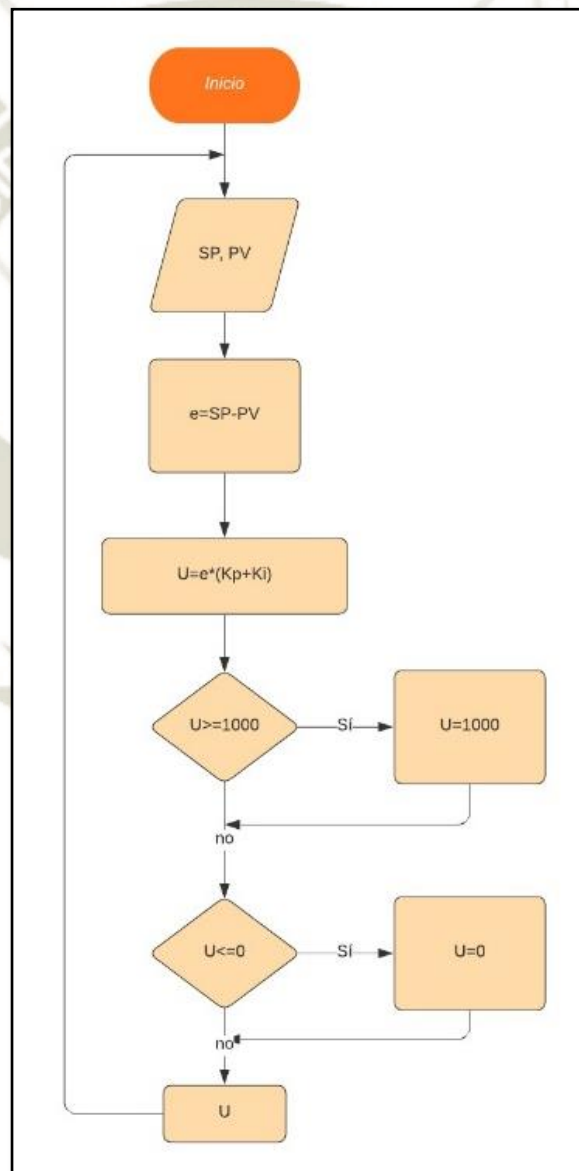 Inicio
SP, PV
e=SP-PV
U=e*(Kp+Ki)
U>=1000
Sí
U=1000
no
U<=0
Sí
U=0
no
U